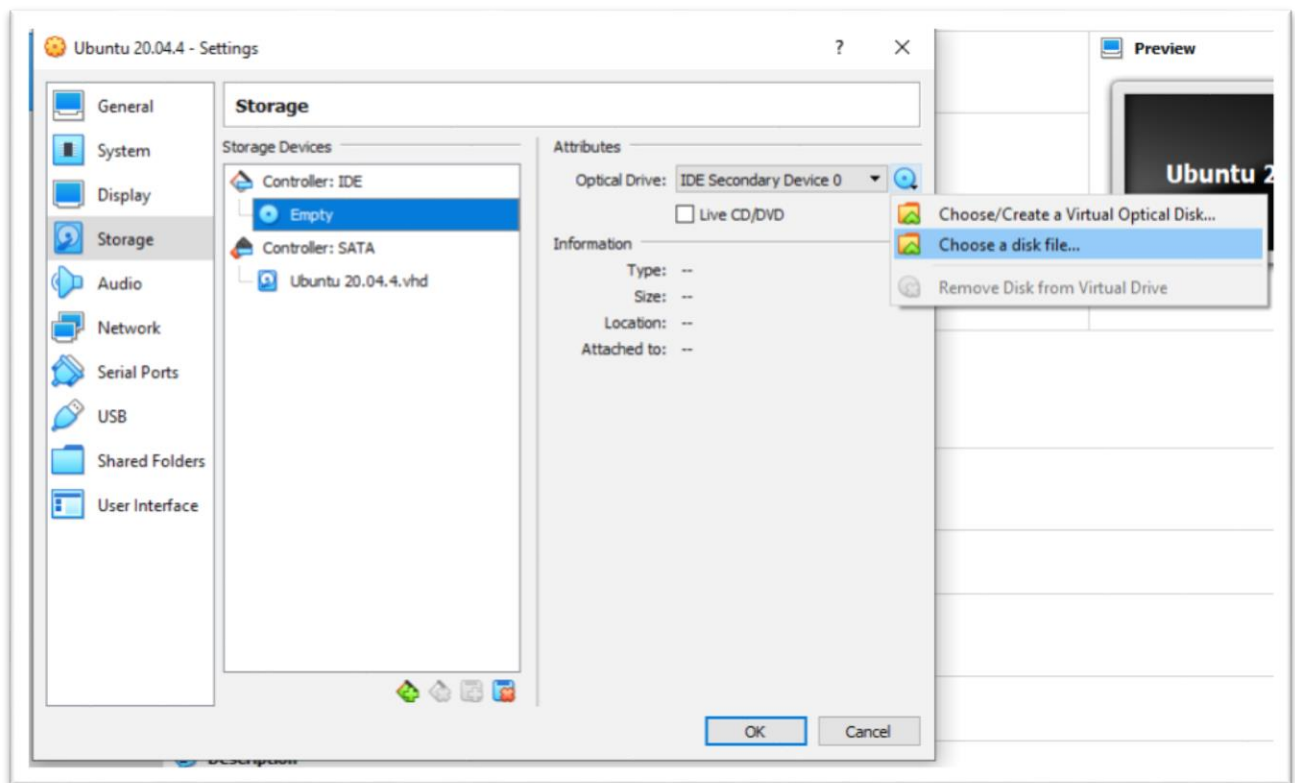 Ubuntu 20.04.4 - Settings
?
Preview
General
System
Display
Storage
Audio
Network
Serial Ports
USB
Shared Folders
User Interface
Storage
Storage Devices
Controller: IDE
Empty
Controller: SATA
Ubuntu 20.04.4.vhd
Attributes
Optical Drive: IDE Secondary Device 0
Live CD/DVD
Information
Type: --
Size: --
Location: --
Attached to: --
Ubuntu 2
Choose/Create a Virtual Optical Disk...
Choose a disk file...
Remove Disk from Virtual Drive
OK
Cancel
Description